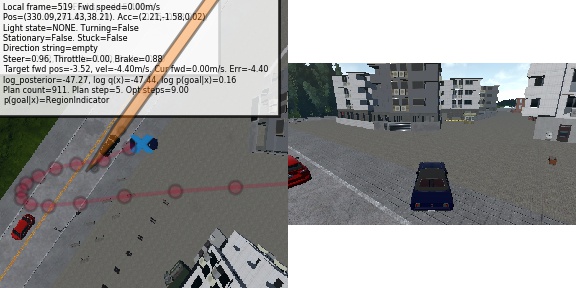 Local frame=519. Fwd speed=0.00m/s
Pos=(330.09,271.43,38.21). Acc=(2.21,-1.58,0.02)
Light state=NONE. Turning=False
Stationary=False. Stuck=False
Direction string=empty
Steer=0.96, Throttle=0.00, Brake=0.88
Target fwd pos=-3.52, vel=-4.40m/s, Cur fwd=0.00m/s. Err=-4.40
log_posterior=-47.27, log q(x)=-47.44, log p(goal|x)=0.16
Plan count=911. Plan step=5. Opt steps=9.00
p(goal|x)=RegionIndicator